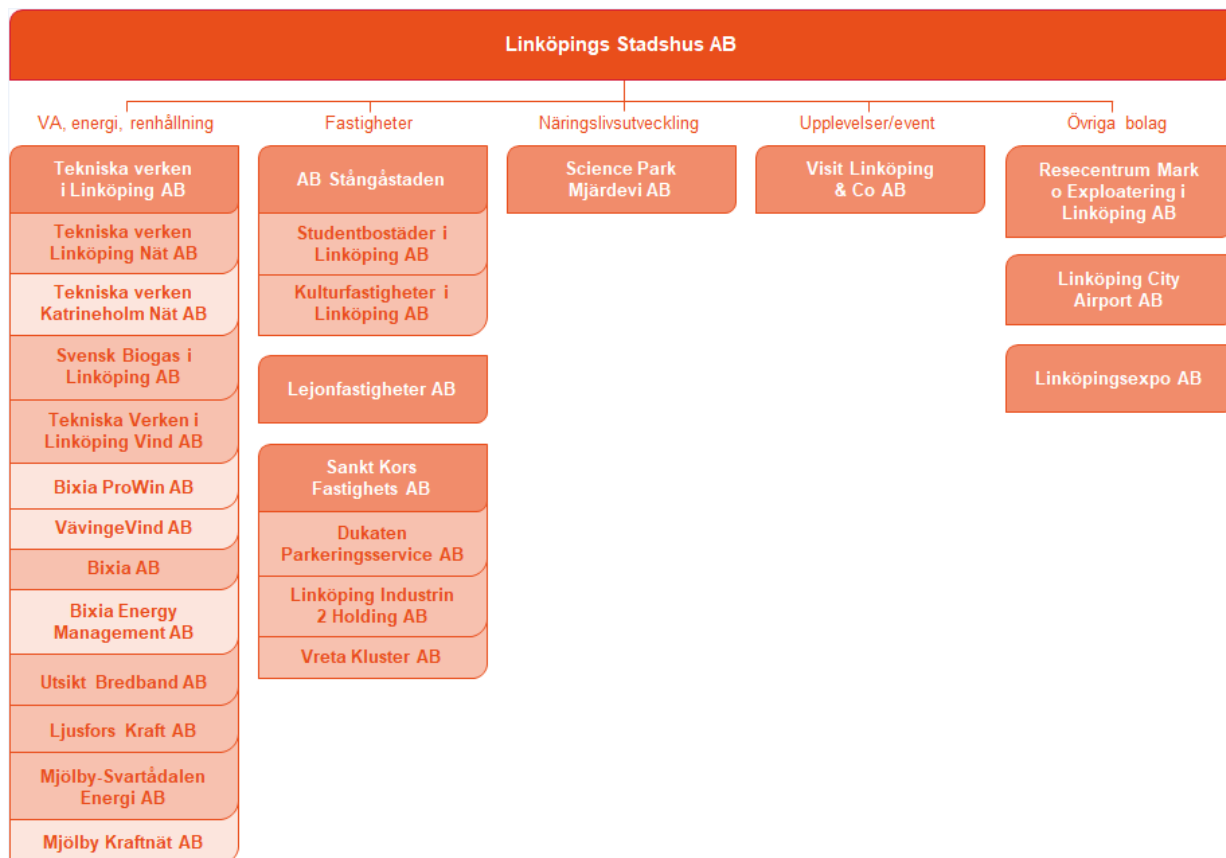 Linköpings Stadshus AB
VA, energi, renhållning
Fastigheter
Näringslivsutveckling
Upplevelser/event
Övriga bolag
Tekniska verken
i Linköping AB
Tekniska verken
Linköping Nät AB
Tekniska verken
Katrineholm Nät AB
Svensk Biogas i
Linköping AB
Tekniska Verken i
Linköping Vind AB
Bixia ProWin AB
VävingeVind AB
Bixia AB
Bixia Energy
Management AB
Utsikt Bredband AB
Ljusfors Kraft AB
Mjölby-Svartådalen
Energi AB
Mjölby Kraftnät AB
AB Stångåstaden
Studentbostäder i
Linköping AB
Kulturfastigheter i
Linköping AB
Lejonfastigheter AB
Sankt Kors
Fastighets AB
Dukaten
Parkeringsservice AB
Linköping Industrin
2 Holding AB
Vreta Kluster AB
Science Park
Mjärdevi AB
Visit Linköping
& Co AB
Resecentrum Mark
o Exploatering i
Linköping AB
Linköping City
Airport AB
Linköpingsexpo AB